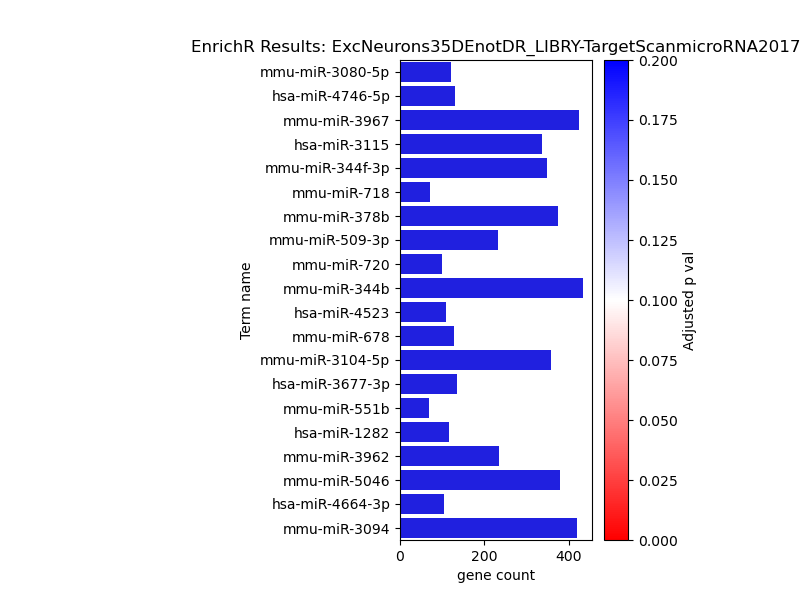 EnrichR Results: ExcNeurons35DEnotDR_LIBRY-TargetScanmicroRNA2017
mmu-miR-3080-5p
hsa-miR-4746-5p
mmu-miR-3967
hsa-miR-3115
mmu-miR-344f-3p
mmu-miR-718
mmu-miR-378b
mmu-miR-509-3p
mmu-miR-720
mmu-miR-344b
hsa-miR-4523
mmu-miR-678
mmu-miR-3104-5p
hsa-miR-3677-3p
mmu-miR-551b
hsa-miR-1282
mmu-miR-3962
mmu-miR-5046
hsa-miR-4664-3p
mmu-miR-3094
Term name
0 200 400
gene count
0.200
0.175
0.150
0.125
0.100
0.075
0.050
0.025
0.000
Adjusted p val